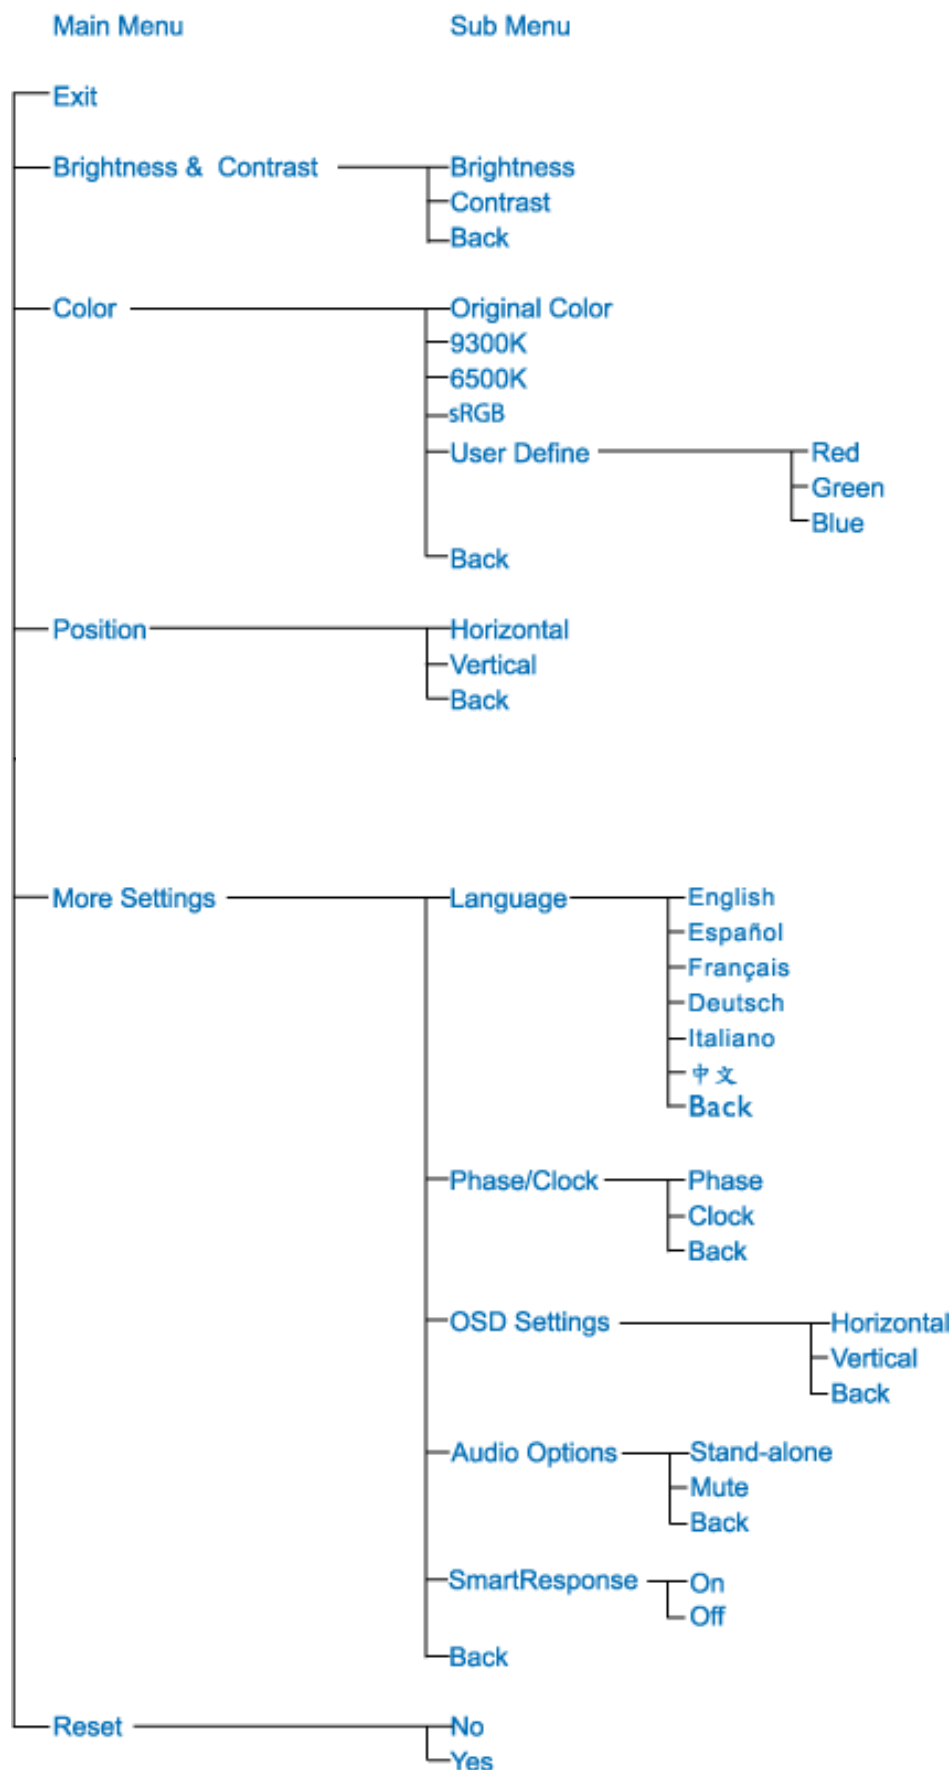 Main Menu Sub Menu
Exit
Brightness & Contrast Brightness
Contrast
Back
Color Original Color
9300K
6500K
sRGB
User Define Red
Green
Blue
Back
Position Horizontal
Vertical
Back
More Settings Language English
Español
Français
Deutsch
Italiano
中文
Back
Phase/Clock Phase
Clock
Back
OSD Settings Horizontal
Vertical
Back
Audio Options Stand-alone
Mute
Back
SmartResponse On
Off
Back
Reset No
Yes